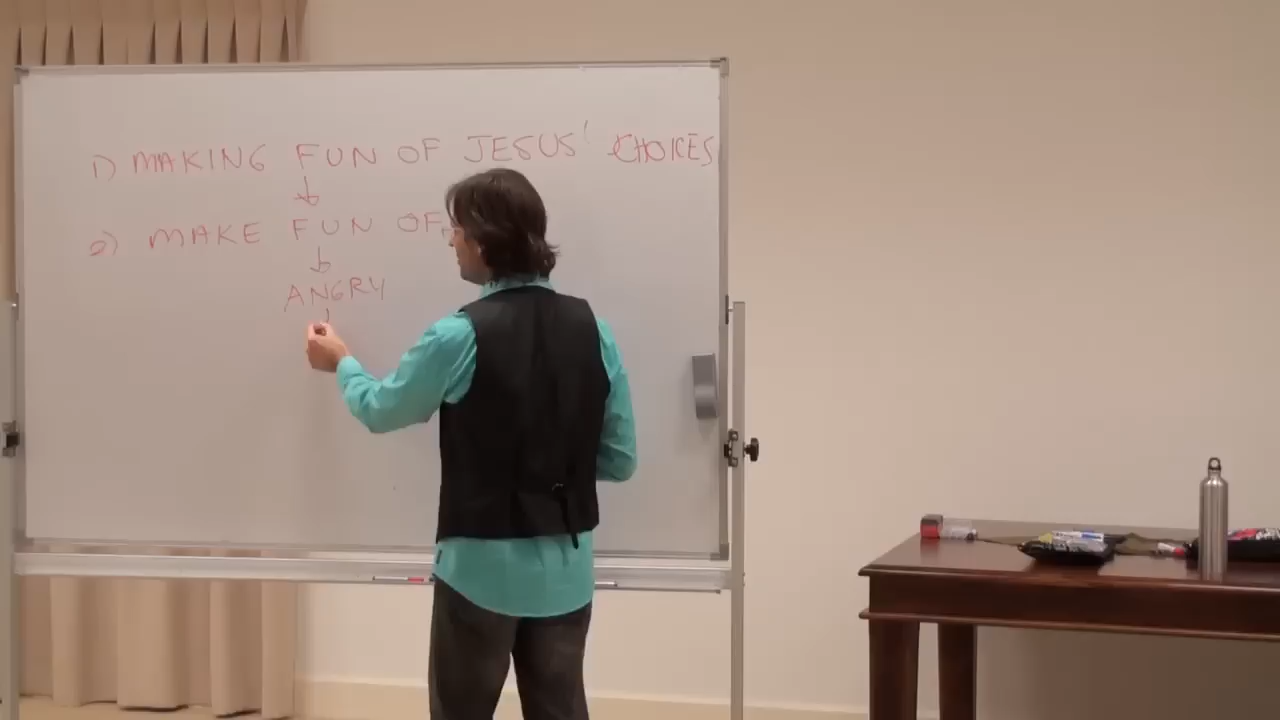 1) MAKING FUN OF JESUS' CHOICES
2) MAKE FUN OF
ANGRY